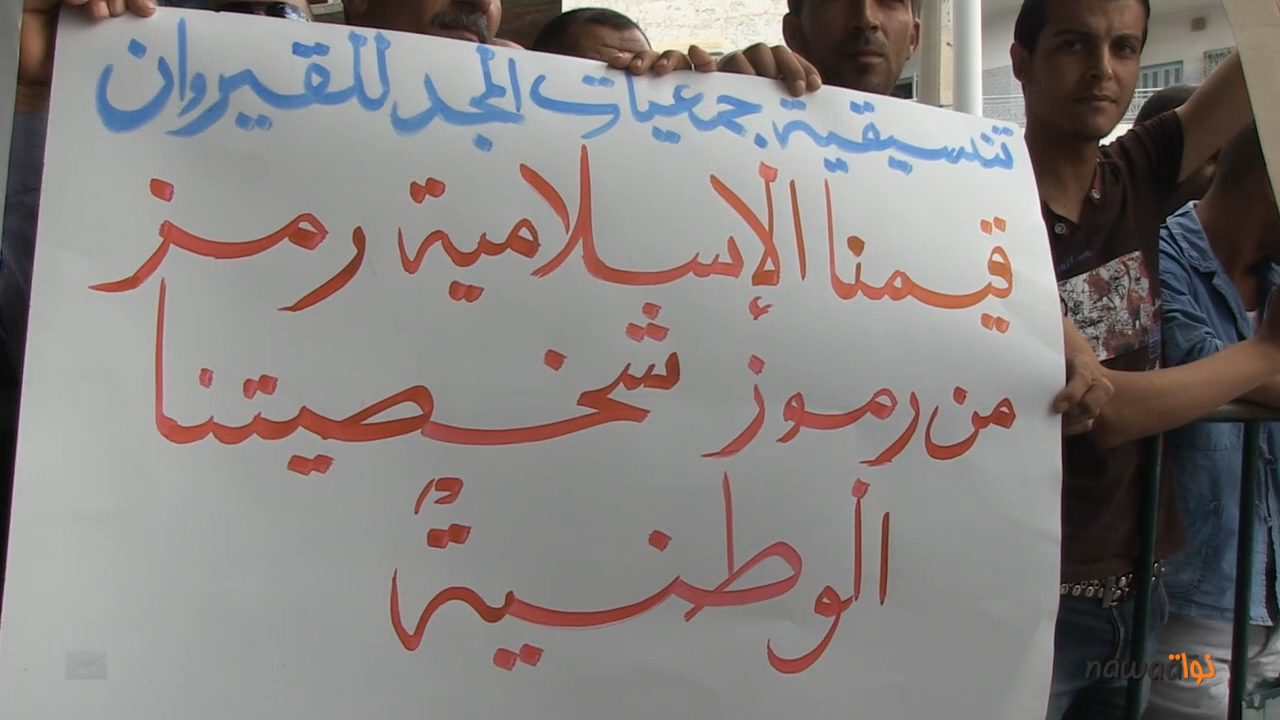 تنسيقية جمعيات المجد للقيروان
قيمنا الإسلامية رمز
من رموز شخصيتنا
الوطنية
nawaat نواة